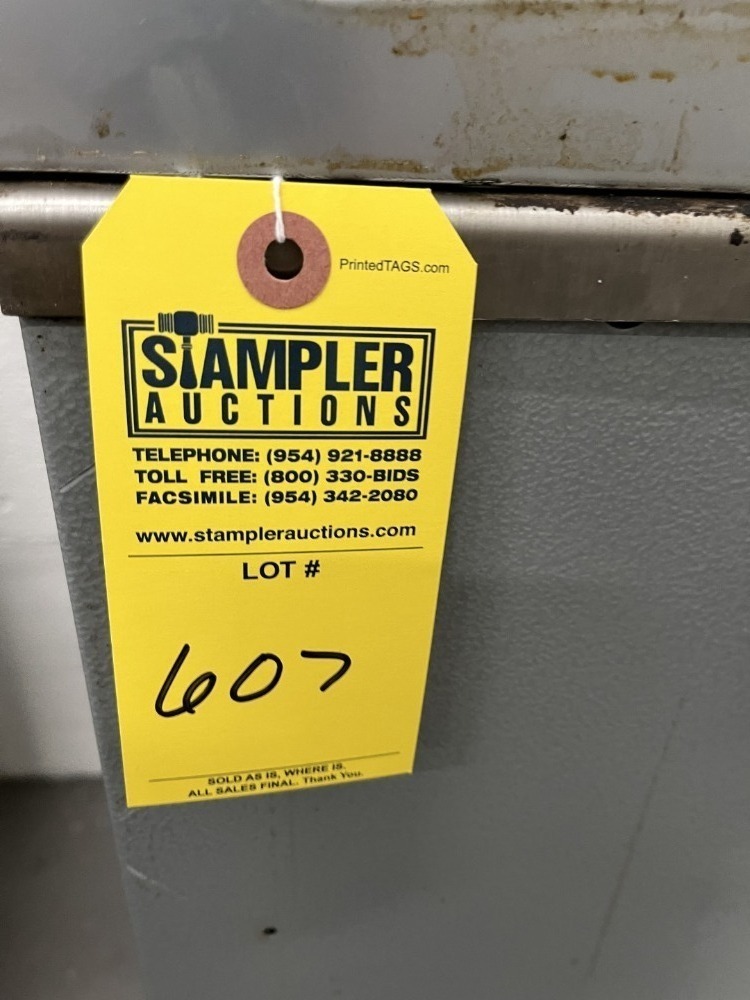 PrintedTAGS.com
STAMPLER
AUCTIONS
TELEPHONE: (954) 921-8888
TOLL FREE: (800) 330-BIDS
FACSIMILE: (954) 342-2080
www.stamplerauctions.com
LOT #
607
SOLD AS IS, WHERE IS.
ALL SALES FINAL. Thank You.